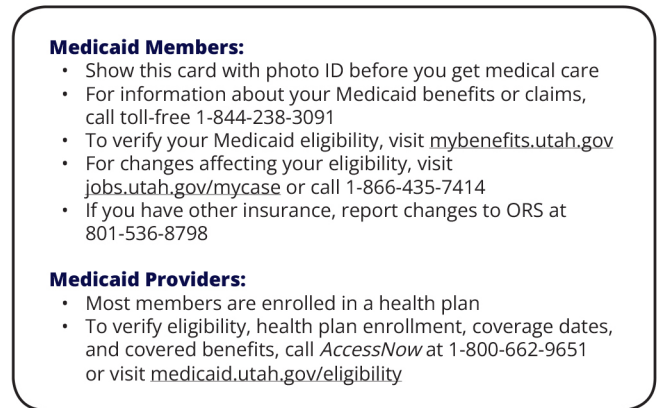 Medicaid Members:
• Show this card with photo ID before you get medical care
• For information about your Medicaid benefits or claims,
call toll-free 1-844-238-3091
• To verify your Medicaid eligibility, visit mybenefits.utah.gov
• For changes affecting your eligibility, visit
jobs.utah.gov/mycase or call 1-866-435-7414
• If you have other insurance, report changes to ORS at
801-536-8798
Medicaid Providers:
• Most members are enrolled in a health plan
• To verify eligibility, health plan enrollment, coverage dates,
and covered benefits, call AccessNow at 1-800-662-9651
or visit medicaid.utah.gov/eligibility